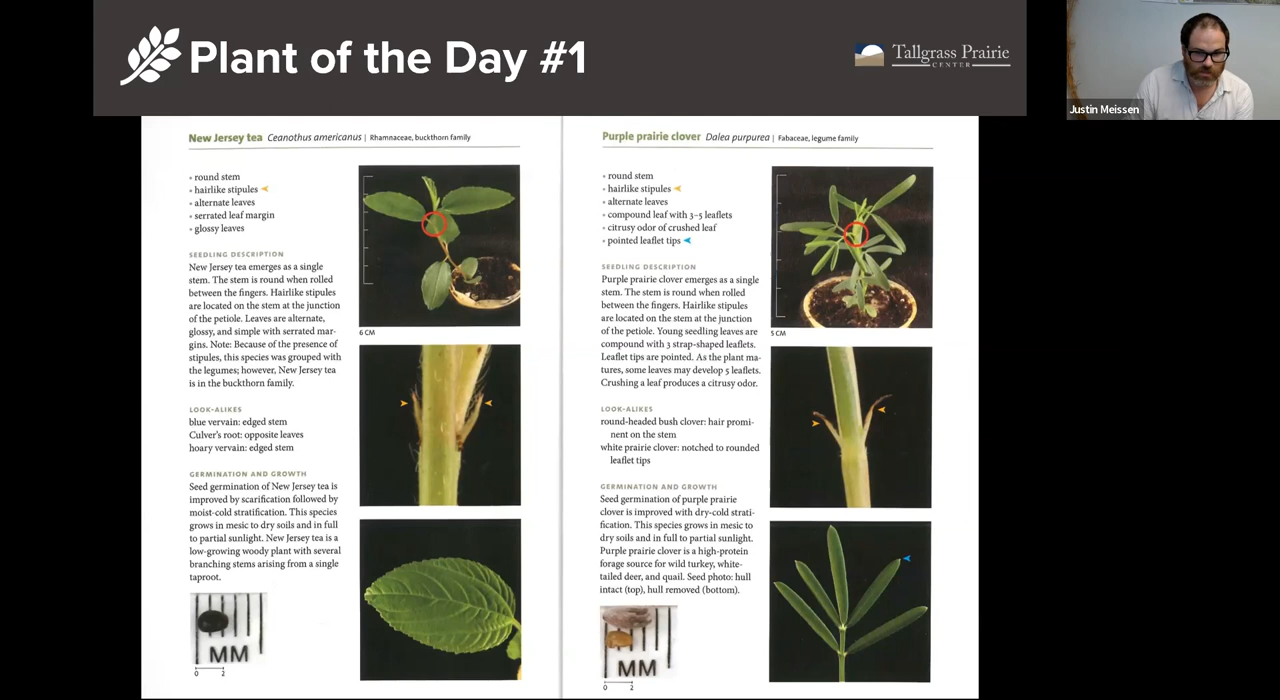 Plant of the Day #1
Tallgrass Prairie
CENTER
Justin Meissen
New Jersey tea Ceanothus americanus | Rhamnaceae, buckthorn family
• round stem
• hairlike stipules
• alternate leaves
• serrated leaf margin
• glossy leaves
SEEDLING DESCRIPTION
New Jersey tea emerges as a single
stem. The stem is round when rolled
between the fingers. Hairlike stipules
are located on the stem at the junction
of the petiole. Leaves are alternate,
glossy, and simple with serrated mar-
gins. Note: Because of the presence of
stipules, this species was grouped with
the legumes; however, New Jersey tea
is in the buckthorn family.
LOOK-ALIKES
blue vervain: edged stem
Culver's root: opposite leaves
hoary vervain: edged stem
GERMINATION AND GROWTH
Seed germination of New Jersey tea is
improved by scarification followed by
moist-cold stratification. This species
grows in mesic to dry soils and in full
to partial sunlight. New Jersey tea is a
low-growing woody plant with several
branching stems arising from a single
taproot.
MM
0 2
6 CM
Purple prairie clover Dalea purpurea | Fabaceae, legume family
• round stem
• hairlike stipules
• alternate leaves
• compound leaf with 3–5 leaflets
• citrusy odor of crushed leaf
• pointed leaflet tips
SEEDLING DESCRIPTION
Purple prairie clover emerges as a single
stem. The stem is round when rolled
between the fingers. Hairlike stipules
are located on the stem at the junction
of the petiole. Young seedling leaves are
compound with 3 strap-shaped leaflets.
Leaflet tips are pointed. As the plant ma-
tures, some leaves may develop 5 leaflets.
Crushing a leaf produces a citrusy odor.
LOOK-ALIKES
round-headed bush clover: hair promi-
nent on the stem
white prairie clover: notched to rounded
leaflet tips
GERMINATION AND GROWTH
Seed germination of purple prairie
clover is improved with dry-cold strati-
fication. This species grows in mesic to
dry soils and in full to partial sunlight.
Purple prairie clover is a high-protein
forage source for wild turkey, white-
tailed deer, and quail. Seed photo: hull
intact (top), hull removed (bottom).
MM
0 2
5 CM